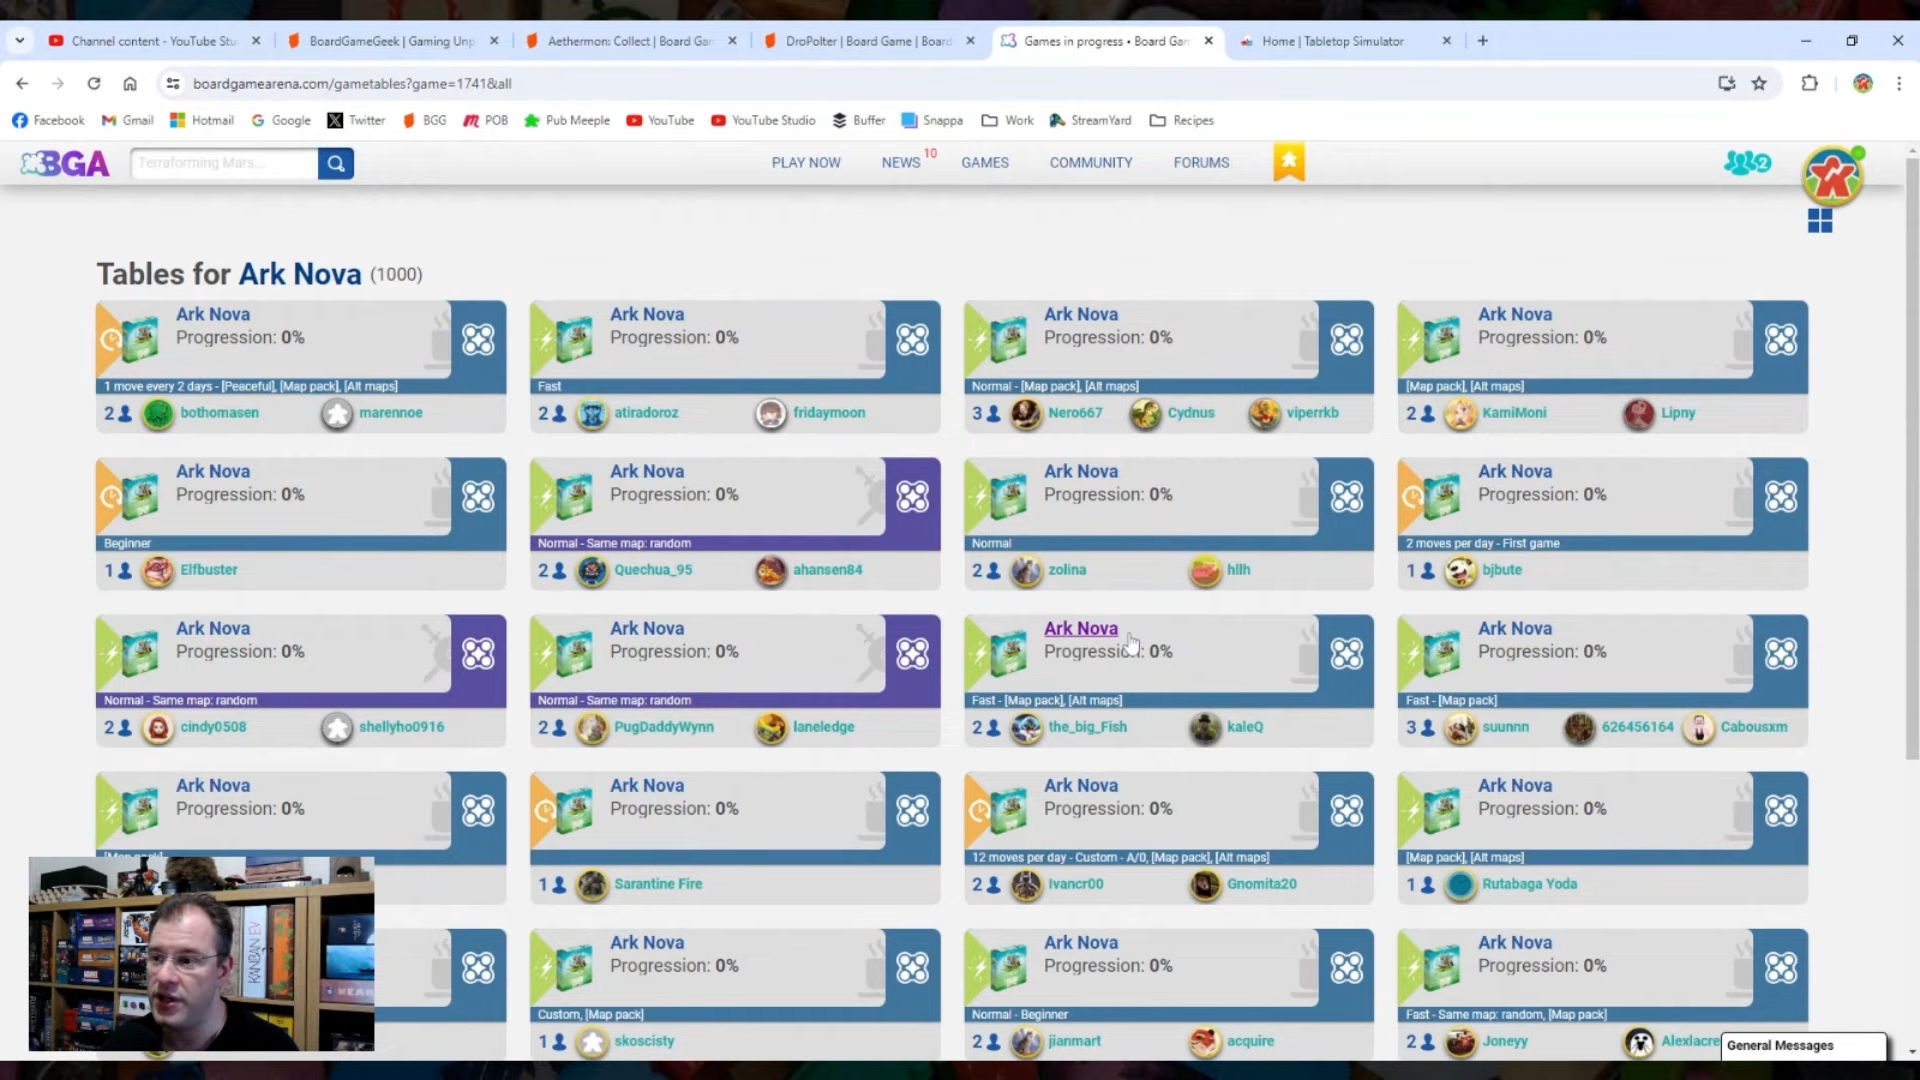 Channel content - YouTube Stu
BoardGameGeek | Gaming Unp
Aethermon: Collect | Board Gam
DroPolter | Board Game | Board
Games in progress • Board Gam
Home | Tabletop Simulator
boardgamearena.com/gametables?game=1741&all
Facebook Gmail Hotmail Google Twitter BGG POB Pub Meeple YouTube YouTube Studio Buffer Snappa Work StreamYard Recipes
BGA
Terraforming Mars...
PLAY NOW NEWS 10 GAMES COMMUNITY FORUMS
2
Tables for Ark Nova (1000)
Ark Nova Ark Nova Ark Nova Ark Nova
Progression: 0% Progression: 0% Progression: 0% Progression: 0%
1 move every 2 days - [Peaceful], [Map pack], [Alt maps] Fast Normal - [Map pack], [Alt maps] [Map pack], [Alt maps]
2 bothomasen marennoe 2 atiradoroz fridaymoon 3 Nero667 Cydnus viperrkb 2 KamiMoni Lipny
Ark Nova Ark Nova Ark Nova Ark Nova
Progression: 0% Progression: 0% Progression: 0% Progression: 0%
Beginner Normal - Same map: random Normal 2 moves per day - First game
1 Elfbuster 2 Quechua_95 ahansen84 2 zolina hllh 1 bjbute
Ark Nova Ark Nova Ark Nova Ark Nova
Progression: 0% Progression: 0% Progression: 0% Progression: 0%
Normal - Same map: random Normal - Same map: random Fast - [Map pack], [Alt maps] Fast - [Map pack]
2 cindy0508 shellyho0916 2 PugDaddyWynn laneledge 2 the_big_Fish kaleQ 3 suunnn 626456164 Cabousxm
Ark Nova Ark Nova Ark Nova Ark Nova
Progression: 0% Progression: 0% Progression: 0% Progression: 0%
[Map pack] 12 moves per day - Custom - A/0, [Map pack], [Alt maps] [Map pack], [Alt maps]
1 Sarantine Fire 2 Ivancr00 Gnomita20 1 Rutabaga Yoda
Ark Nova Ark Nova Ark Nova
Progression: 0% Progression: 0% Progression: 0%
Custom, [Map pack] Normal - Beginner Fast - Same map: random, [Map pack]
1 skoscisty 2 jianmart acquire 2 Joneyy Alexlacre
General Messages
KANBAN EV